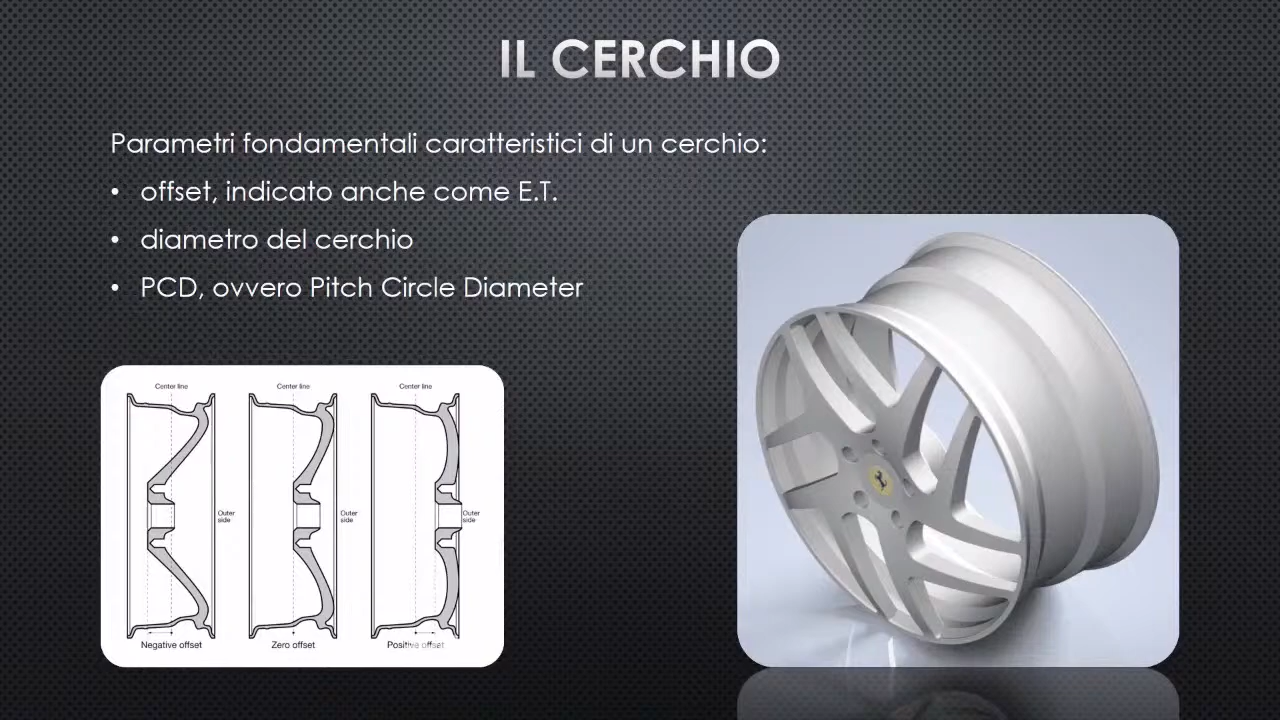 IL CERCHIO
Parametri fondamentali caratteristici di un cerchio:
• offset, indicato anche come E.T.
• diametro del cerchio
• PCD, ovvero Pitch Circle Diameter
Center line
Center line
Center line
Outer
side
Outer
side
Outer
side
Negative offset
Zero offset
Positive offset